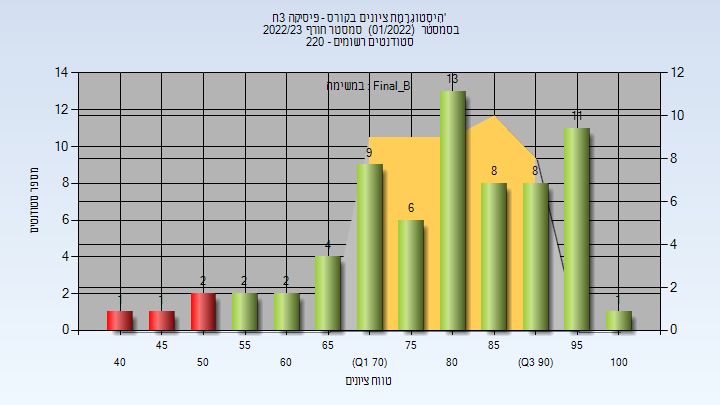 היסטוגרמת ציונים בקורס - פיסיקה 3ח'
בסמסטר (01/2022) סמסטר חורף 2022/23
סטודנטים רשומים - 220
במשימה : Final_B
14 12 10 8 6 4 2 0
12 10 8 6 4 2 0
מספר סטודנטים
1 1 2 2 2 4 9 6 13 8 8 11 1
45 55 65 75 85 95
40 50 60 (Q1 70) 80 (Q3 90) 100
טווח ציונים